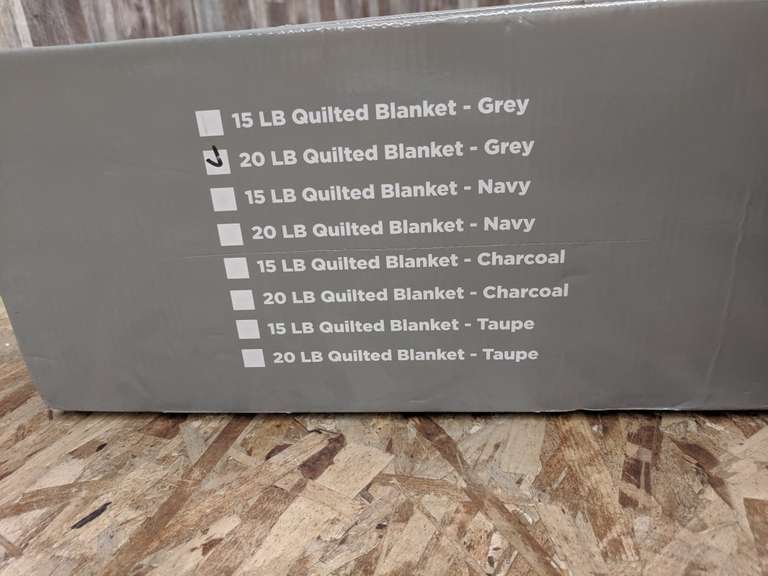 15 LB Quilted Blanket - Grey
20 LB Quilted Blanket - Grey
15 LB Quilted Blanket - Navy
20 LB Quilted Blanket - Navy
15 LB Quilted Blanket - Charcoal
20 LB Quilted Blanket - Charcoal
15 LB Quilted Blanket - Taupe
20 LB Quilted Blanket - Taupe